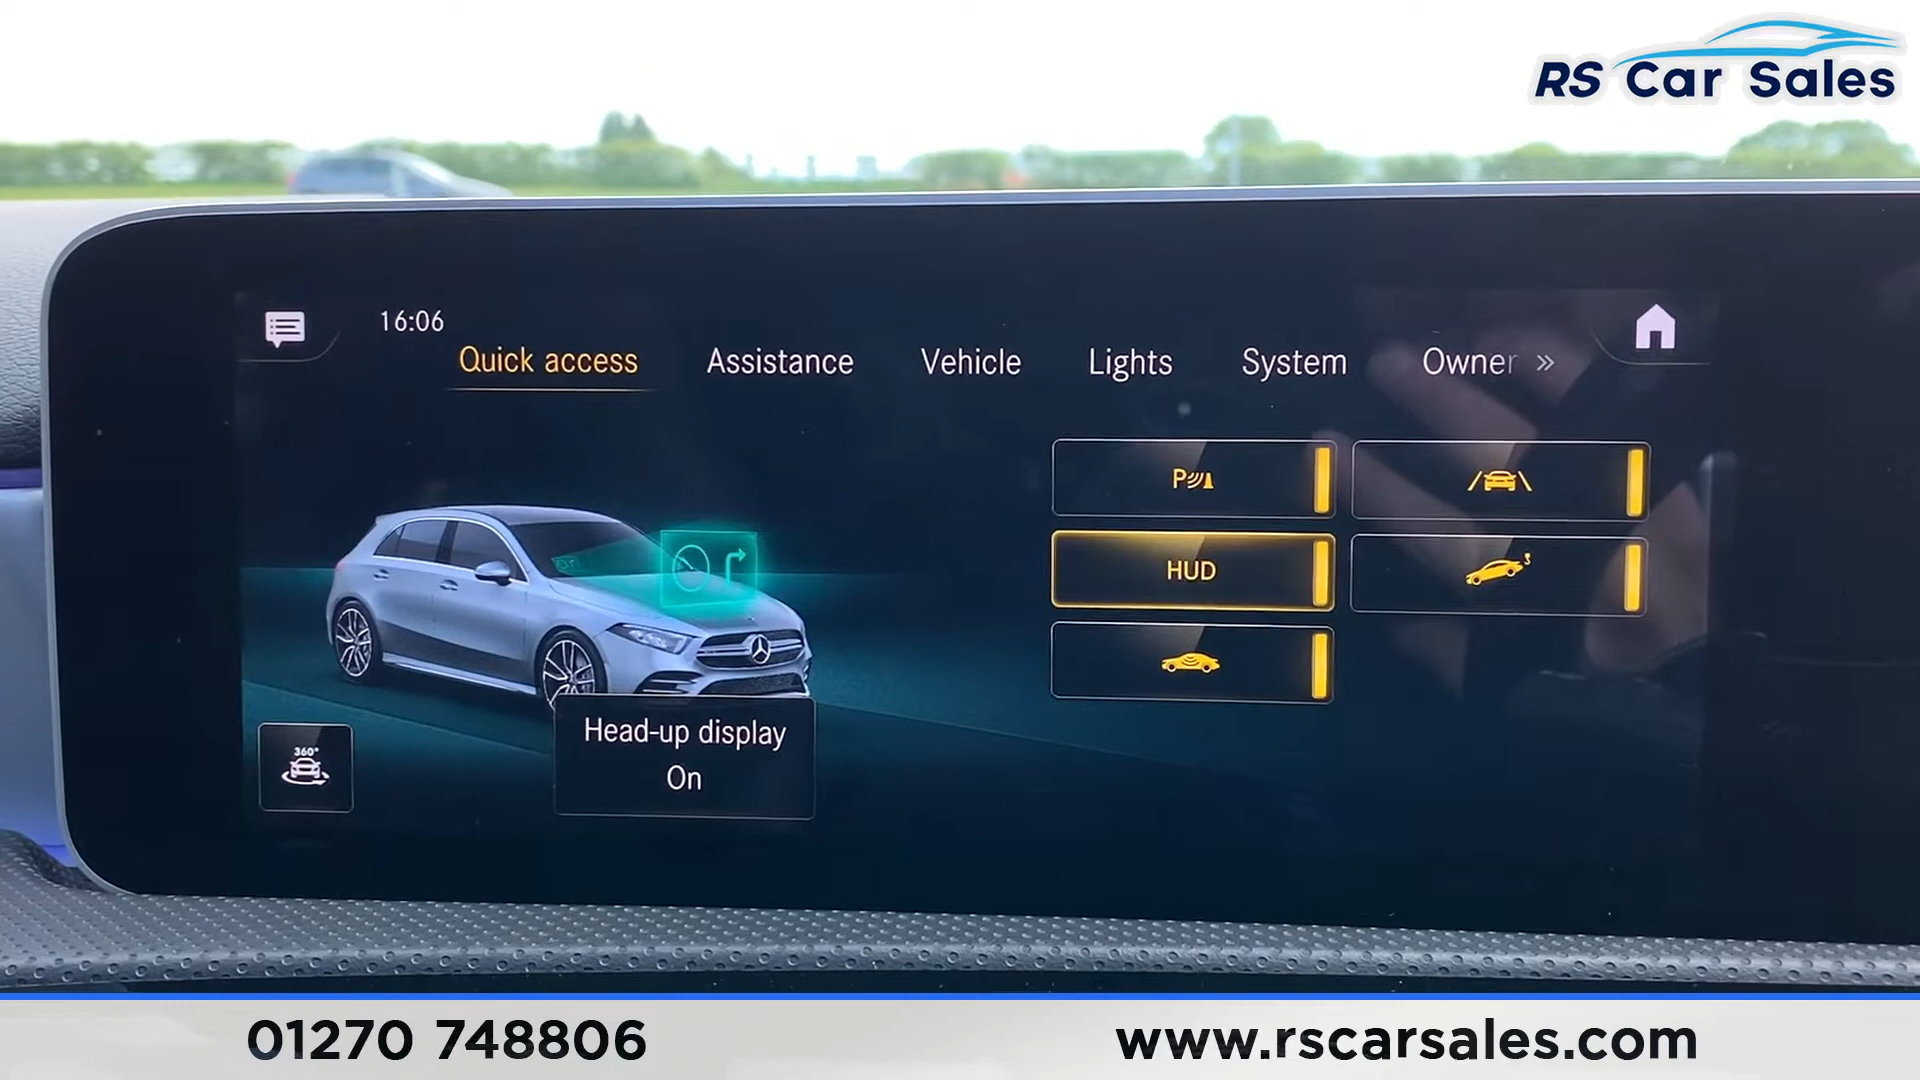 RS Car Sales
16:06
Quick access
Assistance
Vehicle
Lights
System
Owner »
P
HUD
360°
Head-up display
On
01270 748806
www.rscarsales.com